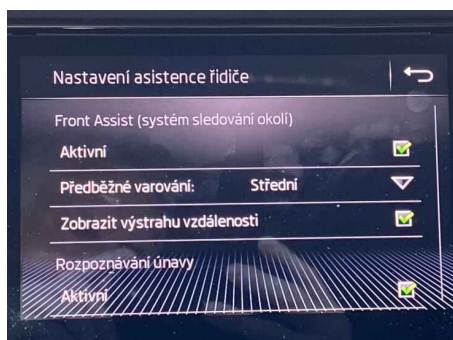 Nastavení asistence řidiče
Front Assist (systém sledování okolí)
Aktivní
Předběžné varování: Střední
Zobrazit výstrahu vzdálenosti
Rozpoznávání únavy
Aktivní